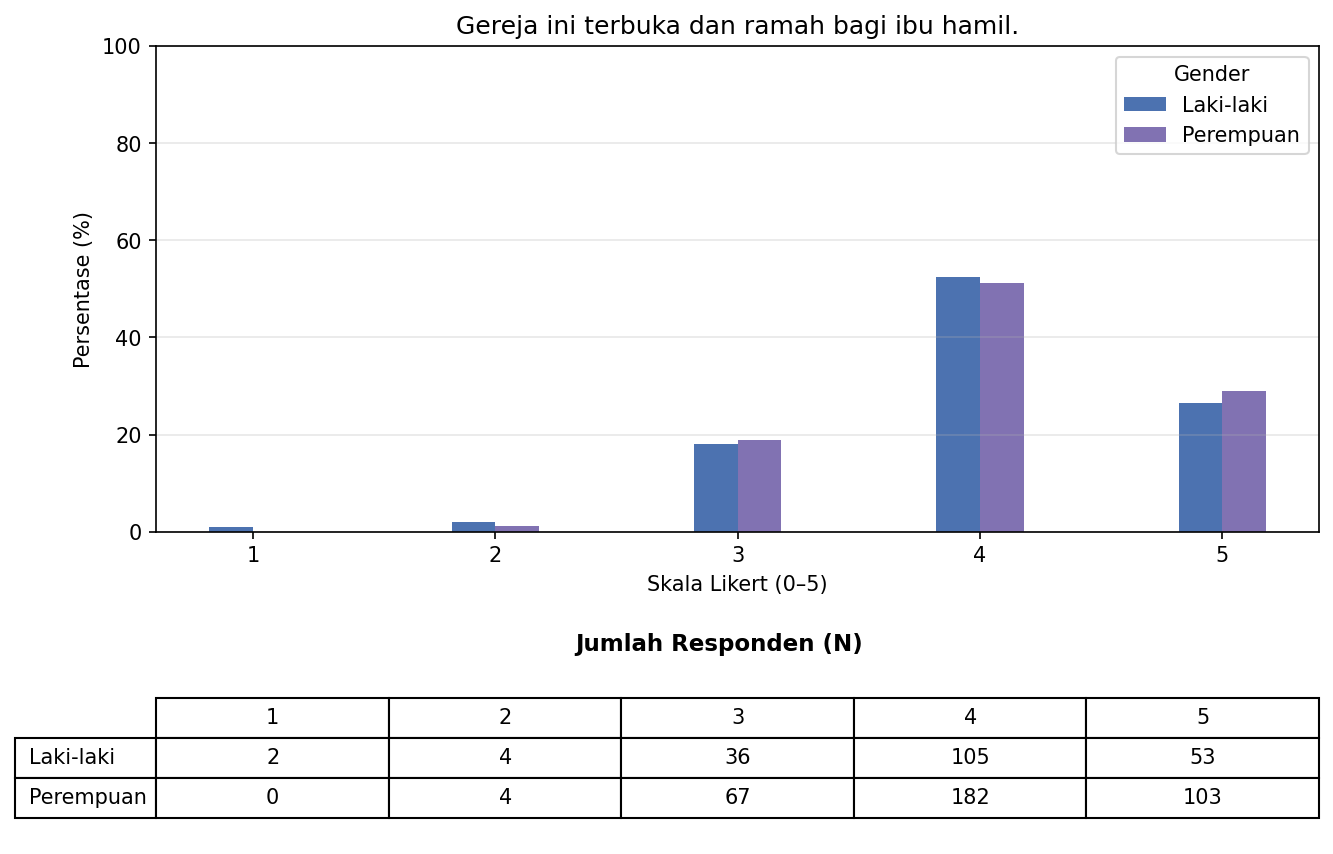 Gereja ini terbuka dan ramah bagi ibu hamil.
100
80
60
40
20
0
Persentase (%)
Gender
Laki-laki
Perempuan
1 2 3 4 5
Skala Likert (0–5)
Jumlah Responden (N)
1 2 3 4 5
Laki-laki 2 4 36 105 53
Perempuan 0 4 67 182 103